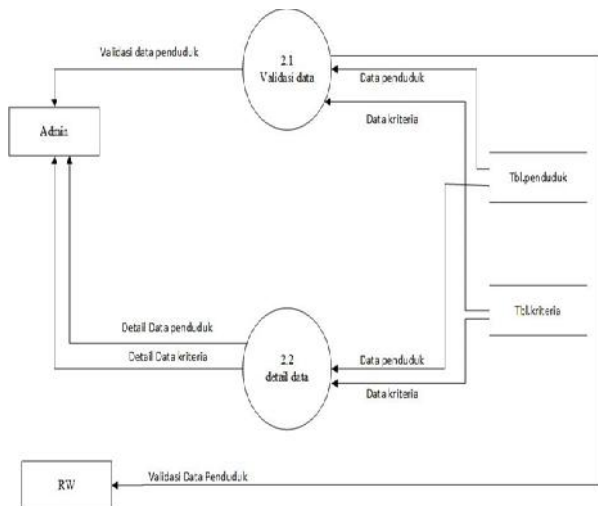 Validasi data penduduk
2.1
Validasi data
Data penduduk
Data kriteria
Admin
Tbl.penduduk
Tbl.kriteria
Detail Data penduduk
Detail Data kriteria
2.2
detail data
Data penduduk
Data kriteria
RW
Validasi Data Penduduk